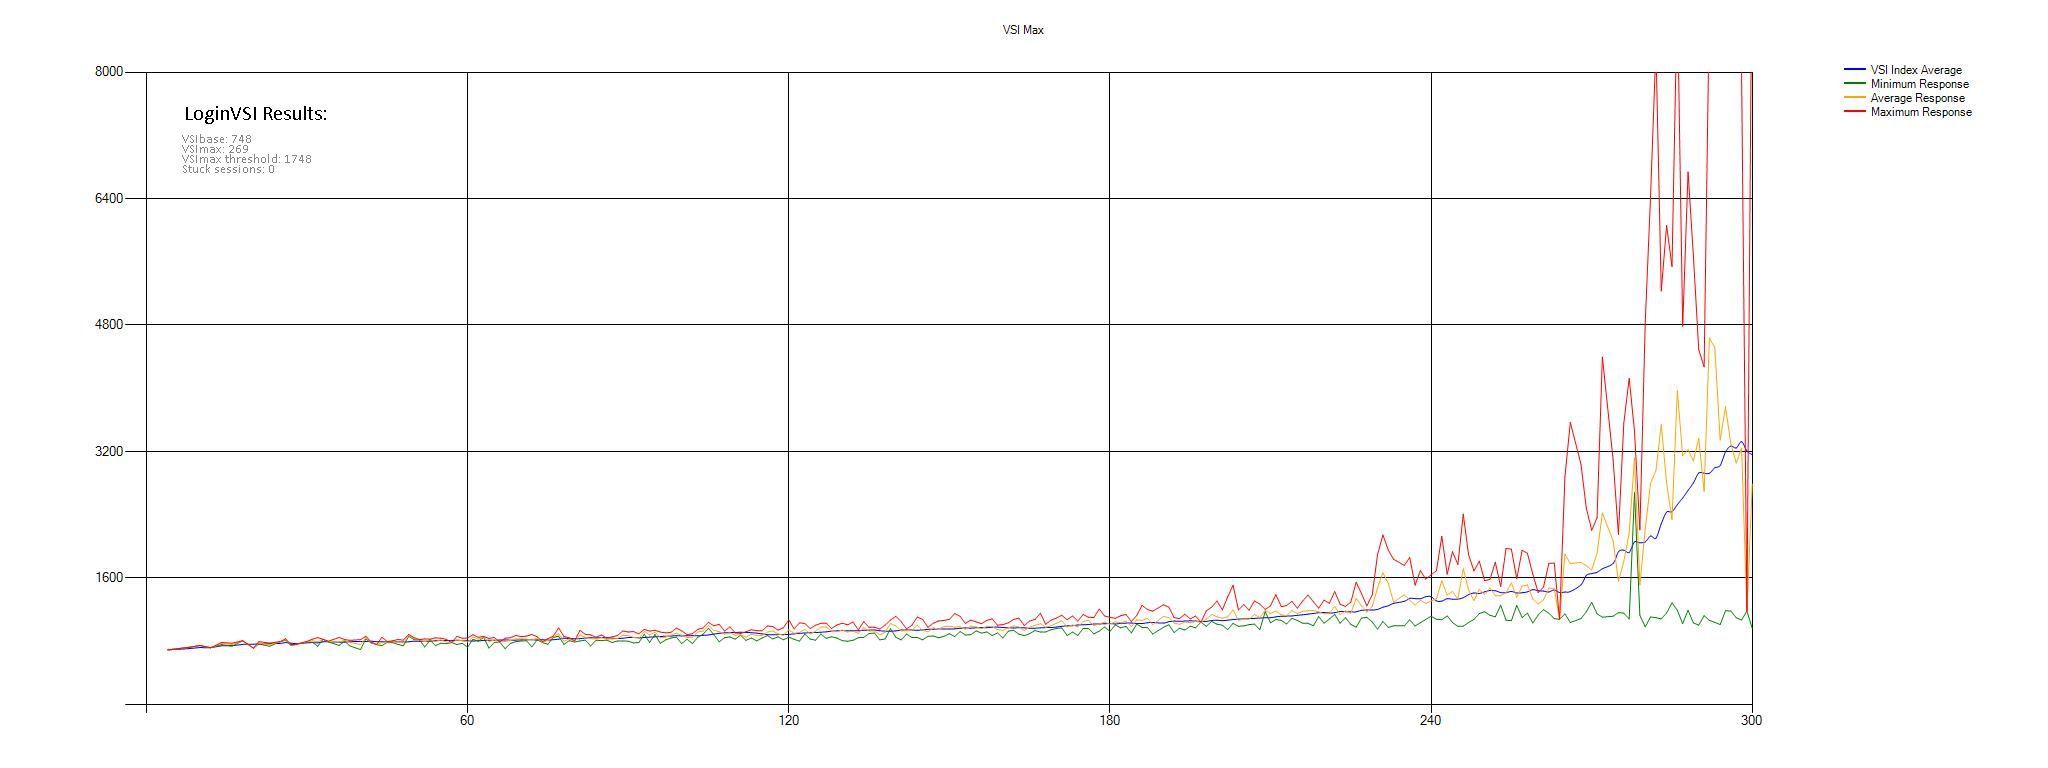 VSI Max
8000
LoginVSI Results:
VSIbase: 748
VSImax: 269
VSImax threshold: 1748
Stuck sessions: 0
6400
4800
3200
1600
60
120
180
240
300
VSI Index Average
Minimum Response
Average Response
Maximum Response